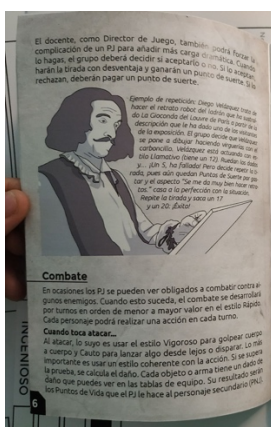 El docente, como Director de Juego, también podrá forzar la
complicación de un PJ para añadir más carga dramática. Cuando
lo hagas, el grupo deberá decidir si aceptarlo o no. Si lo aceptan,
harán la tirada con desventaja y ganarán un punto de suerte. Si lo
rechazan, deberán pagar un punto de suerte.
Ejemplo de repetición: Diego Velázquez trata de
hacer el retrato robot del ladrón que ha
La Gioconda del Louvre de París a partir de la
descripción que le ha dado uno de los visitantes
de la exposición. El grupo decide que Velázquez
se pone a dibujar haciendo virguerías con el
carboncillo. Velázquez está actuando con es-
tilo Llamativo (tiene un 12). Ruedan los dados
y... ¡Un 5, ha fallado! Pero decide repetir la ti-
rada, pues aún quedan Puntos de Suerte por gas-
tar y el aspecto "Se me da muy bien hacer retra-
tos." casa a la perfección con la situación.
Repite la tirada y saca un 17
y un 20: ¡Éxito!
Combate
En ocasiones los PJ se pueden ver obligados a combatir contra al-
gunos enemigos. Cuando esto suceda, el combate se desarrollará
por turnos en orden de menor a mayor valor en el estilo Rápido.
Cada personaje podrá realizar una acción en cada turno.
Cuando toca atacar...
Al atacar, lo suyo es usar el estilo Vigoroso para golpear cuerpo
a cuerpo y Cauto para lanzar algo desde lejos o disparar. Lo más
importante es usar un estilo coherente con la acción. Si se supera
la prueba, se calcula el daño. Cada objeto o arma tiene un dado de
daño que puedes ver en las tablas de equipo. Su resultado serán
los Puntos de Vida que el PJ le hace al personaje secundario (PNJ).
6
INGENIOSO